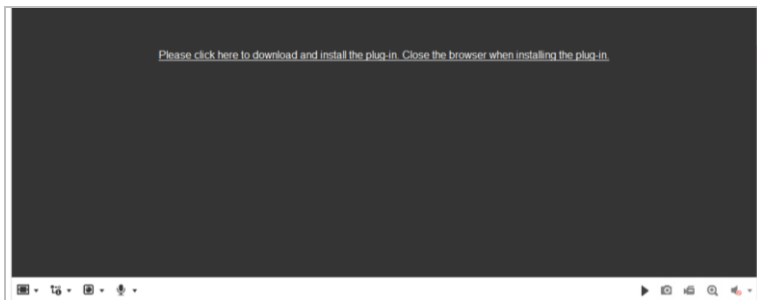 Please click here to download and install the plug-in. Close the browser when installing the plug-in.